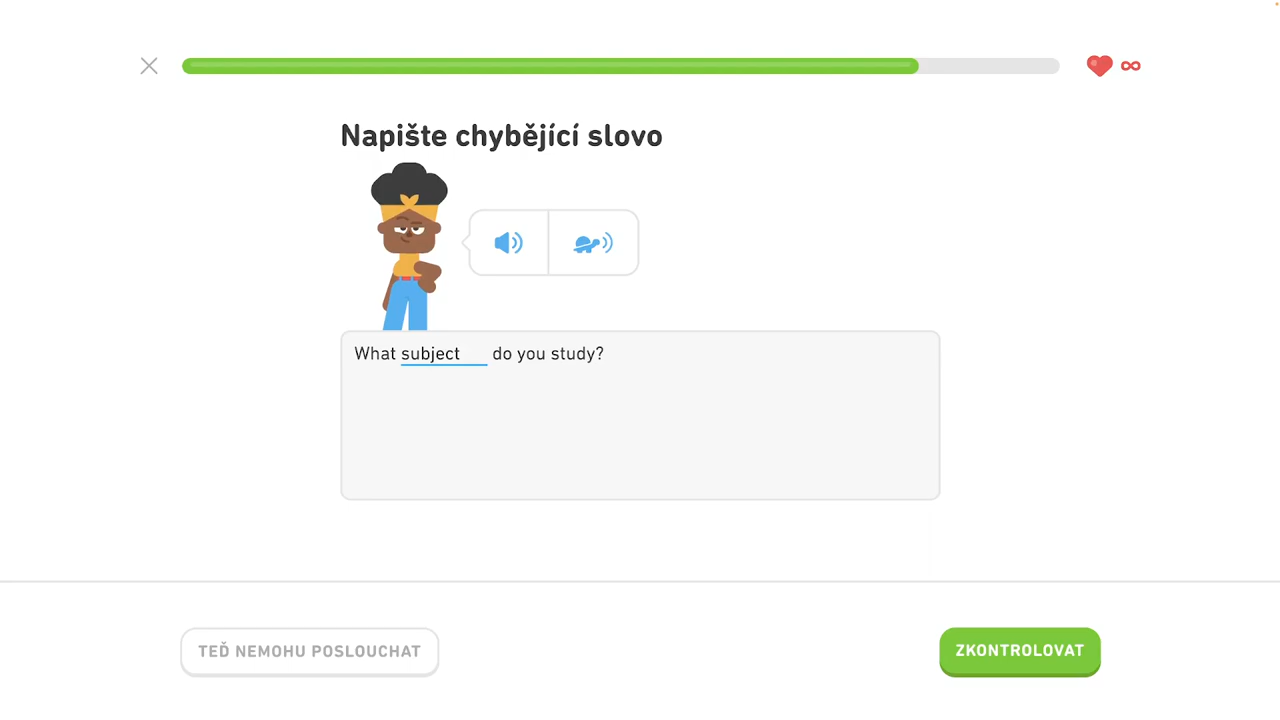 ∞
Napište chybějící slovo
What subject do you study?
TEĎ NEMOHU POSLOUCHAT
ZKONTROLOVAT